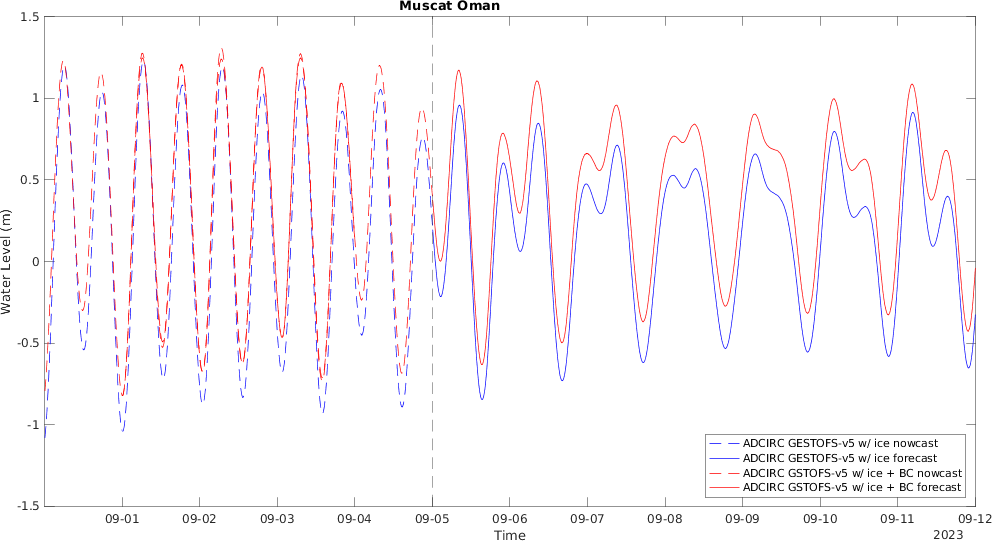 Muscat Oman
Water Level (m)
1.5
1
0.5
0
-0.5
-1
-1.5
ADCIRC GESTOFS-v5 w/ ice nowcast
ADCIRC GESTOFS-v5 w/ ice forecast
ADCIRC GSTOFS-v5 w/ ice + BC nowcast
ADCIRC GSTOFS-v5 w/ ice + BC forecast
09-01 09-02 09-03 09-04 09-05 09-06 09-07 09-08 09-09 09-10 09-11 09-12
Time
2023